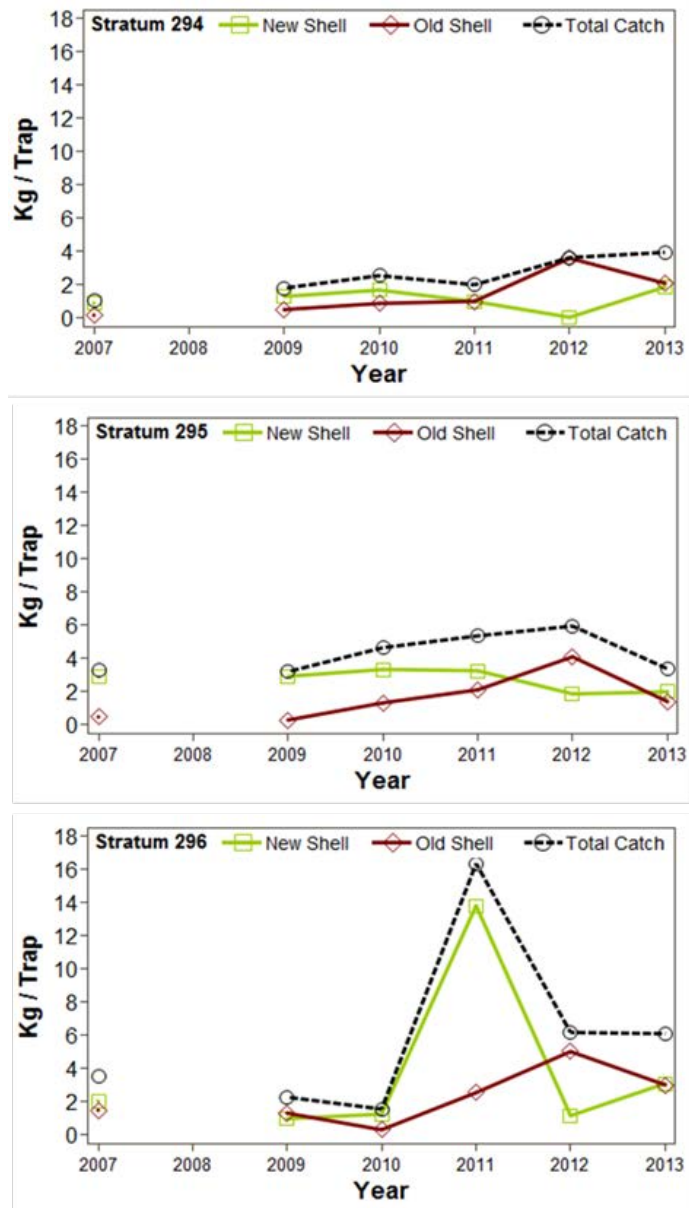 Stratum 294 New Shell Old Shell Total Catch
18
16
14
12
10
8
6
4
2
0
Kg / Trap
2007 2008 2009 2010 2011 2012 2013
Year
Stratum 295 New Shell Old Shell Total Catch
18
16
14
12
10
8
6
4
2
0
Kg / Trap
2007 2008 2009 2010 2011 2012 2013
Year
Stratum 296 New Shell Old Shell Total Catch
18
16
14
12
10
8
6
4
2
0
Kg / Trap
2007 2008 2009 2010 2011 2012 2013
Year